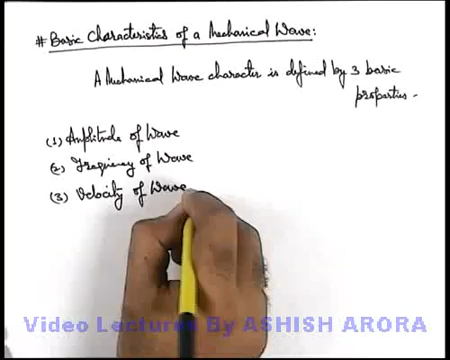 # Basic Characteristics of a Mechanical Wave:
A Mechanical Wave character is defined by 3 basic
properties -
(1) Amplitude of Wave
(2) Frequency of Wave
(3) Velocity of Wave
Video Lectures By ASHISH ARORA